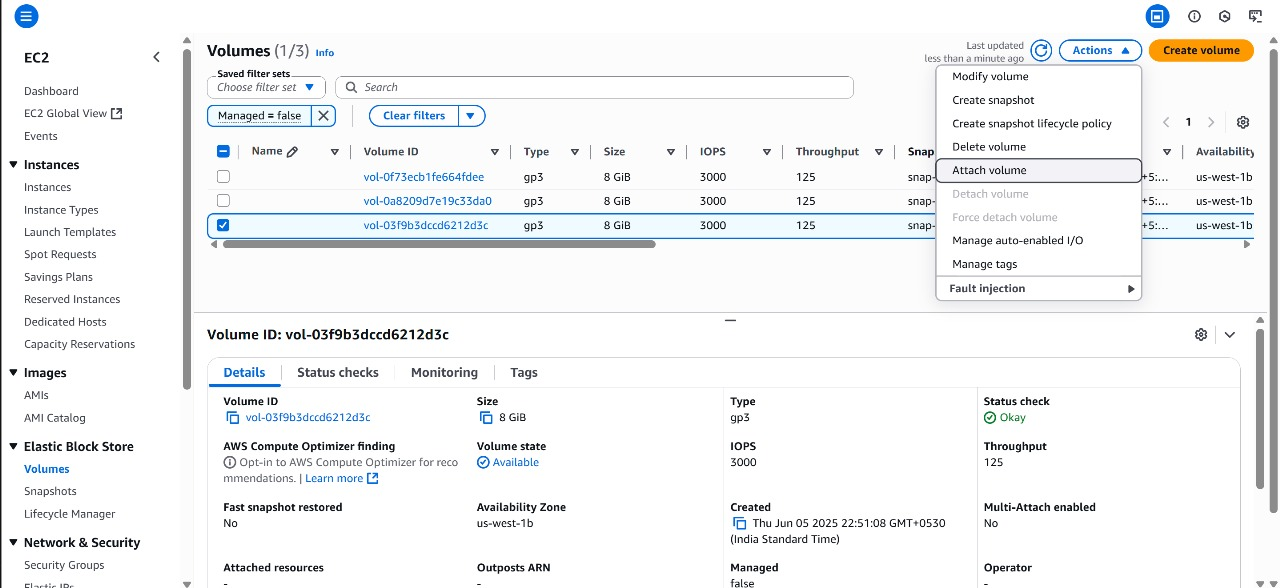 EC2
Dashboard
EC2 Global View
Events
Instances
Instances
Instance Types
Launch Templates
Spot Requests
Savings Plans
Reserved Instances
Dedicated Hosts
Capacity Reservations
Images
AMIs
AMI Catalog
Elastic Block Store
Volumes
Snapshots
Lifecycle Manager
Network & Security
Security Groups
Elastic IPs
Volumes (1/3) Info
Last updated
less than a minute ago
Actions
Create volume
Saved filter sets
Choose filter set
Search
Managed = false
Clear filters
1
Name Volume ID Type Size IOPS Throughput Snap Availability
vol-0f73ecb1fe664fdee gp3 8 GiB 3000 125 snap- +5:... us-west-1b
vol-0a8209d7e19c33da0 gp3 8 GiB 3000 125 snap- +5:... us-west-1b
vol-03f9b3dccd6212d3c gp3 8 GiB 3000 125 snap- +5:... us-west-1b
Modify volume
Create snapshot
Create snapshot lifecycle policy
Delete volume
Attach volume
Detach volume
Force detach volume
Manage auto-enabled I/O
Manage tags
Fault injection
Volume ID: vol-03f9b3dccd6212d3c
Details Status checks Monitoring Tags
Volume ID
vol-03f9b3dccd6212d3c
Size
8 GiB
Type
gp3
Status check
Okay
AWS Compute Optimizer finding
Opt-in to AWS Compute Optimizer for reco
mmendations. | Learn more
Volume state
Available
IOPS
3000
Throughput
125
Fast snapshot restored
No
Availability Zone
us-west-1b
Created
Thu Jun 05 2025 22:51:08 GMT+0530
(India Standard Time)
Multi-Attach enabled
No
Attached resources
-
Outposts ARN
-
Managed
false
Operator
-